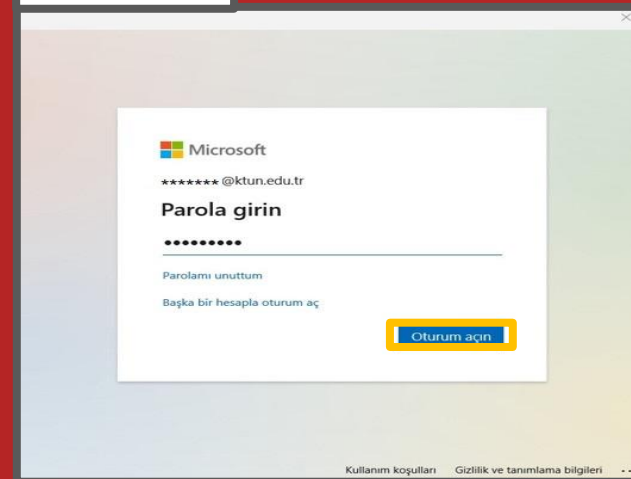 Microsoft
*******@ktun.edu.tr
Parola girin
•••••••••
Parolamı unuttum
Başka bir hesapla oturum aç
Oturum açın
Kullanım koşulları Gizlilik ve tanımlama bilgileri